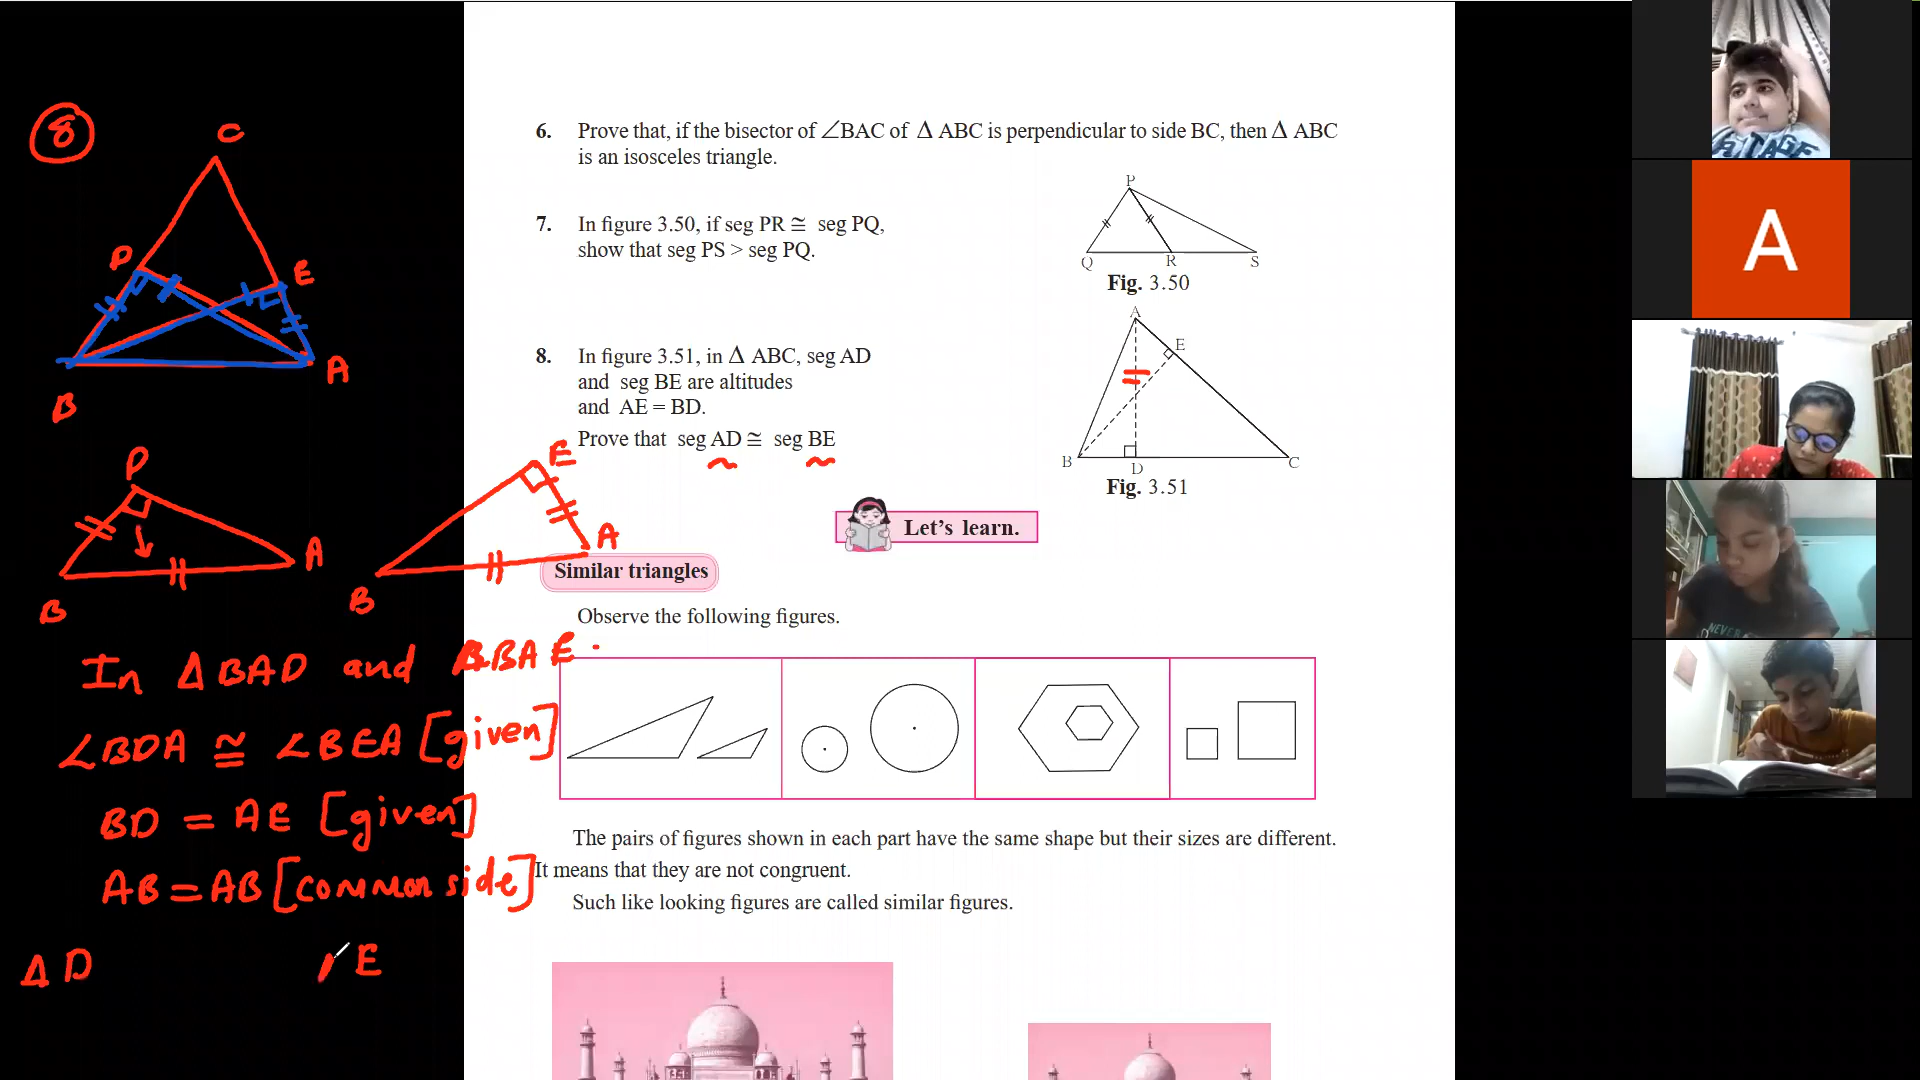 8
C
P
E
B
A
P
B
A
E
A
B
In ΔBAD and ΔBAE.
∠BDA ≅ ∠BEA [given]
BD = AE [given]
AB = AB [common side]
Δ D
E
6. Prove that, if the bisector of ∠BAC of Δ ABC is perpendicular to side BC, then Δ ABC
is an isosceles triangle.
7. In figure 3.50, if seg PR ≅ seg PQ,
show that seg PS > seg PQ.
P
Q R S
Fig. 3.50
8. In figure 3.51, in Δ ABC, seg AD
and seg BE are altitudes
and AE = BD.
Prove that seg AD ≅ seg BE
A
E
B D C
Fig. 3.51
Let's learn.
Similar triangles
Observe the following figures.
The pairs of figures shown in each part have the same shape but their sizes are different.
It means that they are not congruent.
Such like looking figures are called similar figures.
A
NEVER